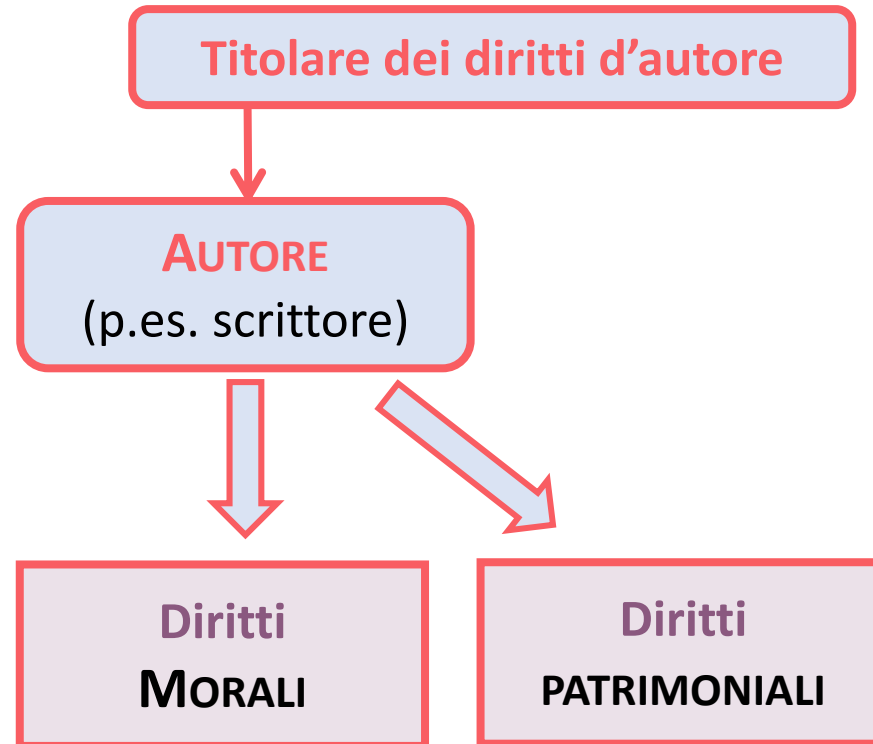 Titolare dei diritti d’autore
AUTORE
(p.es. scrittore)
Diritti
MORALI
Diritti
PATRIMONIALI